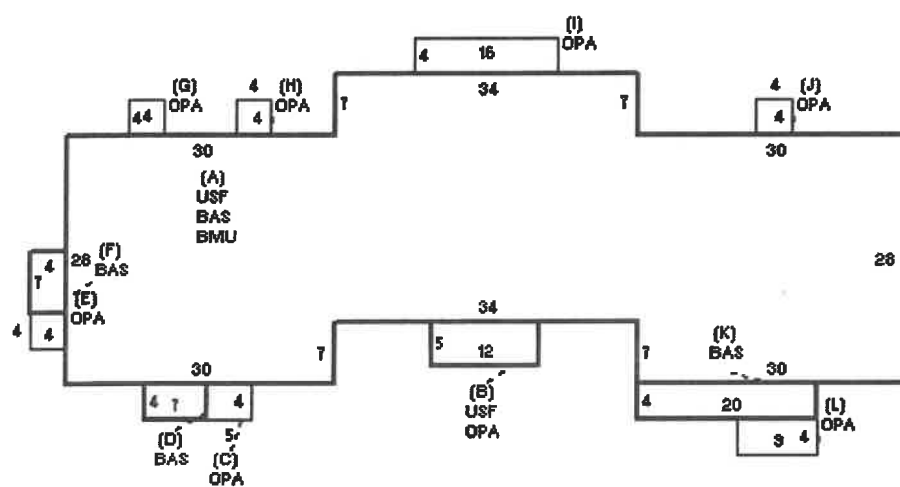 (I)
OPA
4
16
(G)
OPA
4
(H)
OPA
34
4
(J)
OPA
44
4
7
7
4
30
30
(A)
USF
BAS
BMU
4
28
(F)
BAS
28
7
(E)
OPA
4
4
34
(K)
BAS
7
5
12
7
30
30
4
7
4
(B)
USF
OPA
4
20
(L)
OPA
(D)
BAS
5
(C)
OPA
9
4